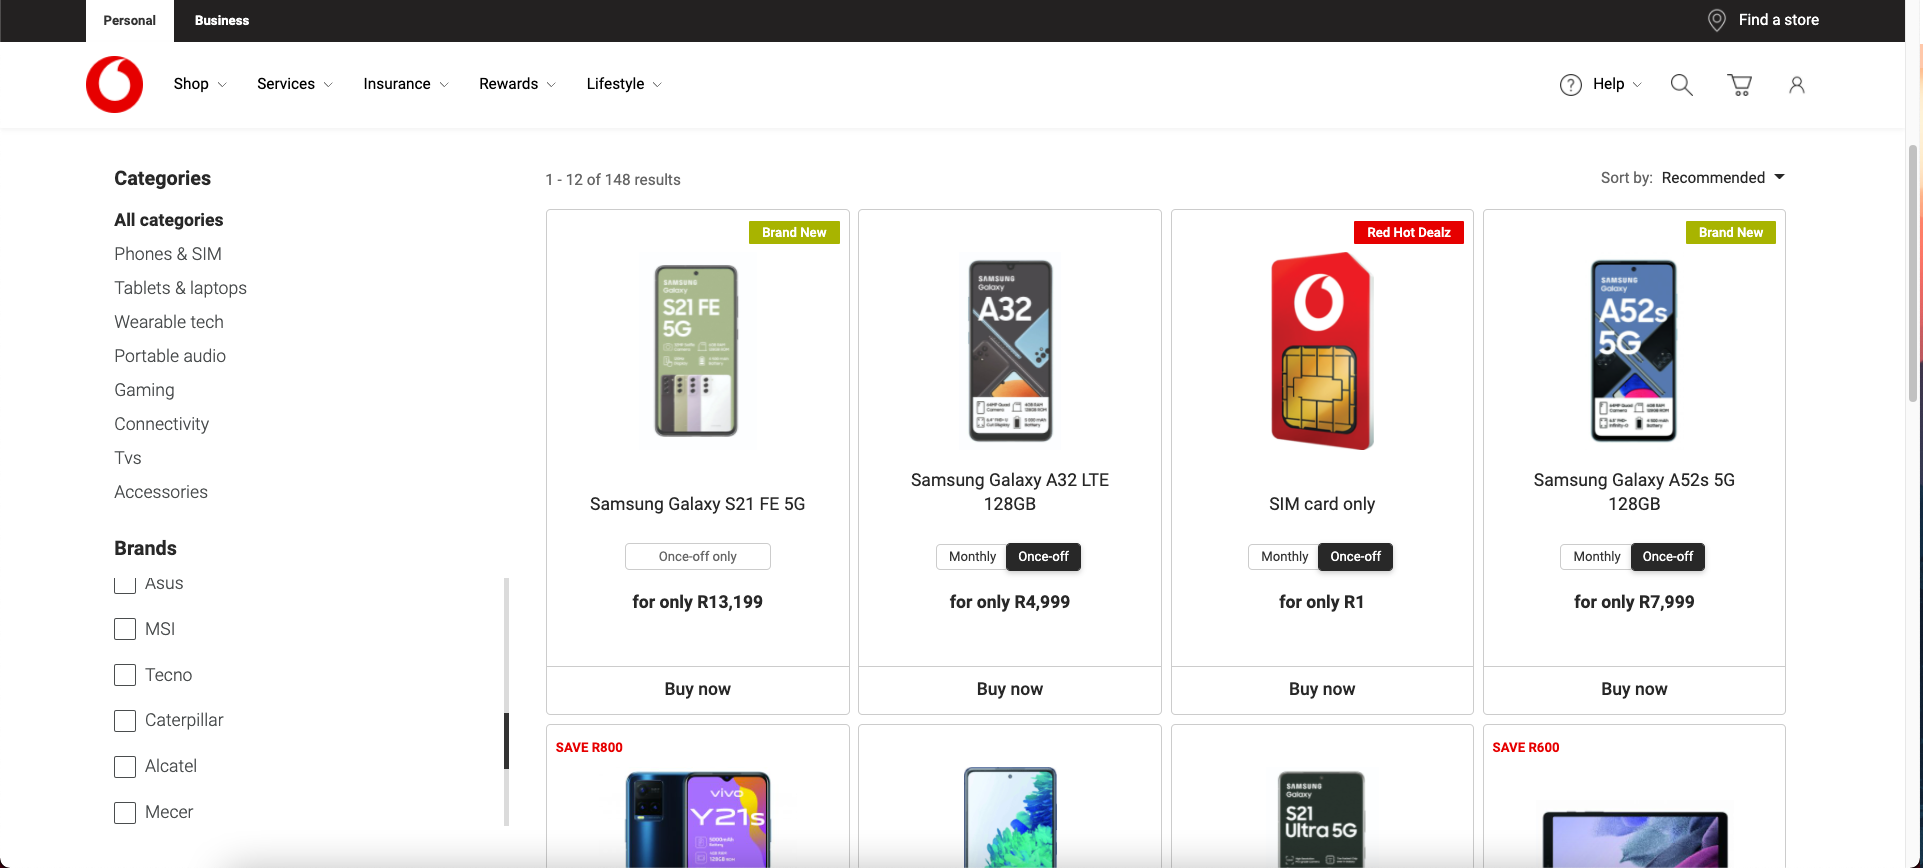 Personal
Business
Find a store
Shop
Services
Insurance
Rewards
Lifestyle
Help
Categories
All categories
Phones & SIM
Tablets & laptops
Wearable tech
Portable audio
Gaming
Connectivity
Tvs
Accessories
Brands
Asus
MSI
Tecno
Caterpillar
Alcatel
Mecer
1 - 12 of 148 results
Sort by: Recommended
Brand New
SAMSUNG
Galaxy
S21 FE
5G
Samsung Galaxy S21 FE 5G
Once-off only
for only R13,199
Buy now
SAMSUNG
Galaxy
A32
Samsung Galaxy A32 LTE
128GB
Monthly
Once-off
for only R4,999
Buy now
Red Hot Dealz
SIM card only
Monthly
Once-off
for only R1
Buy now
Brand New
SAMSUNG
Galaxy
A52s
5G
Samsung Galaxy A52s 5G
128GB
Monthly
Once-off
for only R7,999
Buy now
SAVE R800
vivo
Y21s
SAMSUNG
Galaxy
S21
Ultra 5G
SAVE R600